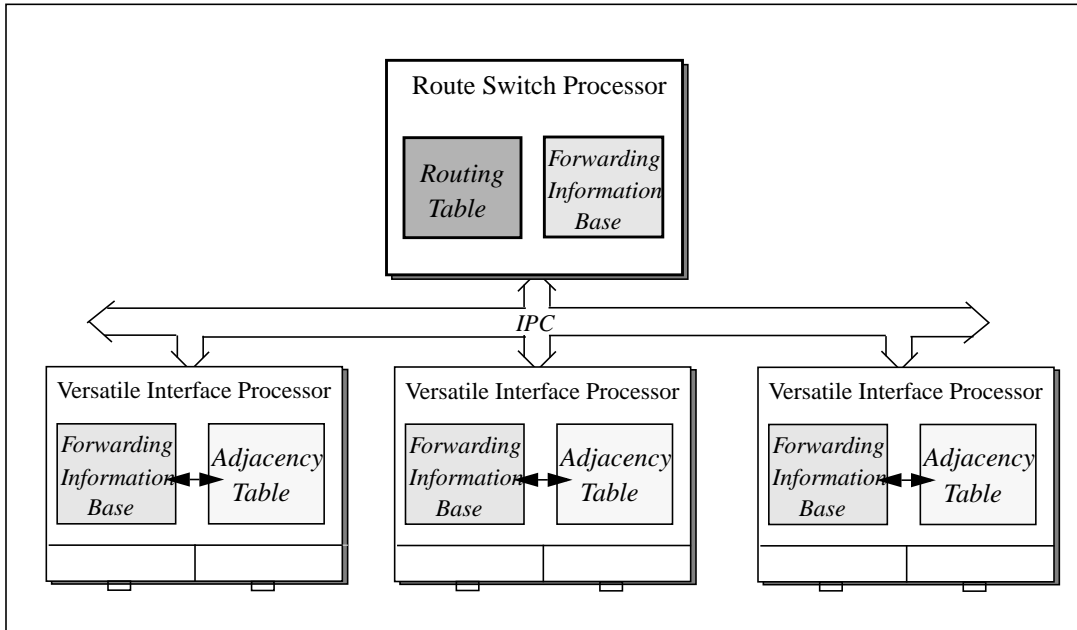 Route Switch Processor
Routing
Table
Forwarding
Information
Base
IPC
Versatile Interface Processor
Forwarding
Information
Base
Adjacency
Table
Versatile Interface Processor
Forwarding
Information
Base
Adjacency
Table
Versatile Interface Processor
Forwarding
Information
Base
Adjacency
Table